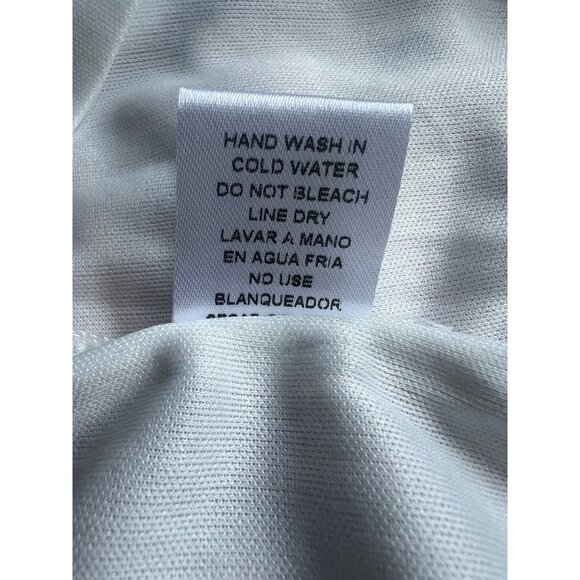 HAND WASH IN
COLD WATER
DO NOT BLEACH
LINE DRY
LAVAR A MANO
EN AGUA FRIA
NO USE
BLANQUEADOR.